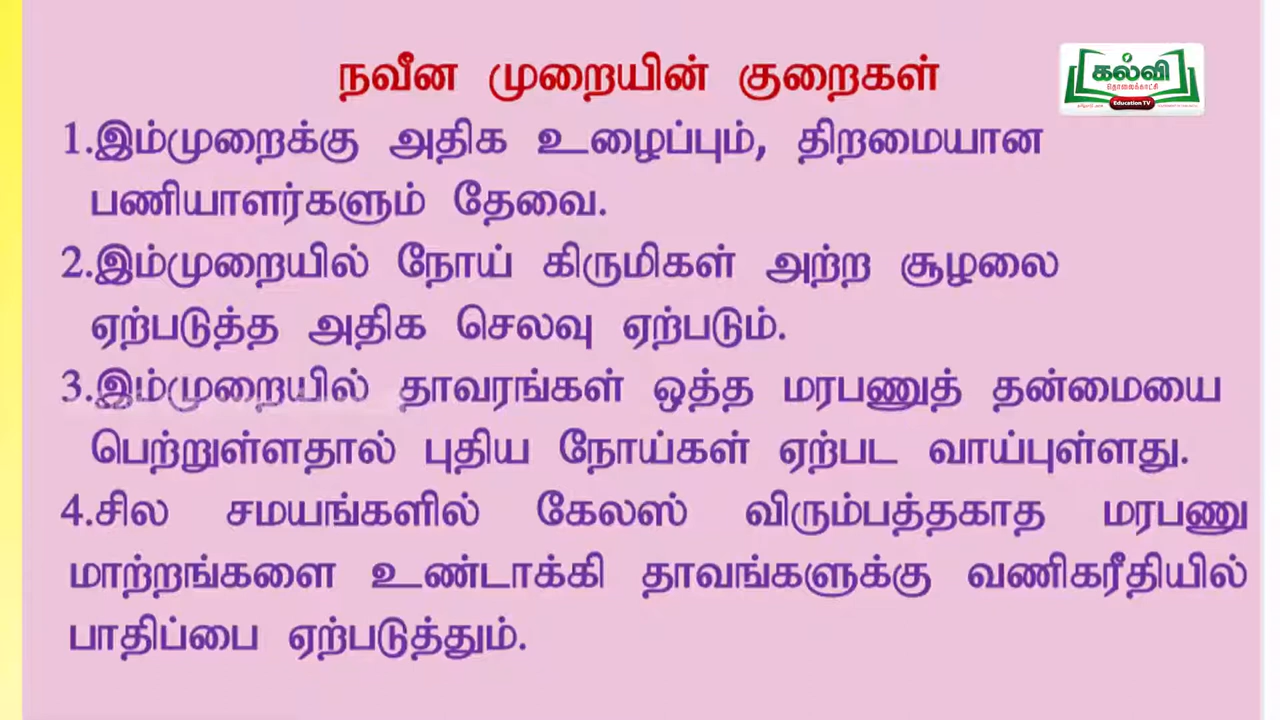 நவீன முறையின் குறைகள்
கல்வி
தொலைக்காட்சி
Education TV
1.இம்முறைக்கு அதிக உழைப்பும், திறமையான
பணியாளர்களும் தேவை.
2.இம்முறையில் நோய் கிருமிகள் அற்ற சூழலை
ஏற்படுத்த அதிக செலவு ஏற்படும்.
3.இம்முறையில் தாவரங்கள் ஒத்த மரபணுத் தன்மையை
பெற்றுள்ளதால் புதிய நோய்கள் ஏற்பட வாய்புள்ளது.
4.சில சமயங்களில் கேலஸ் விரும்பத்தகாத மரபணு
மாற்றங்களை உண்டாக்கி தாவங்களுக்கு வணிகரீதியில்
பாதிப்பை ஏற்படுத்தும்.